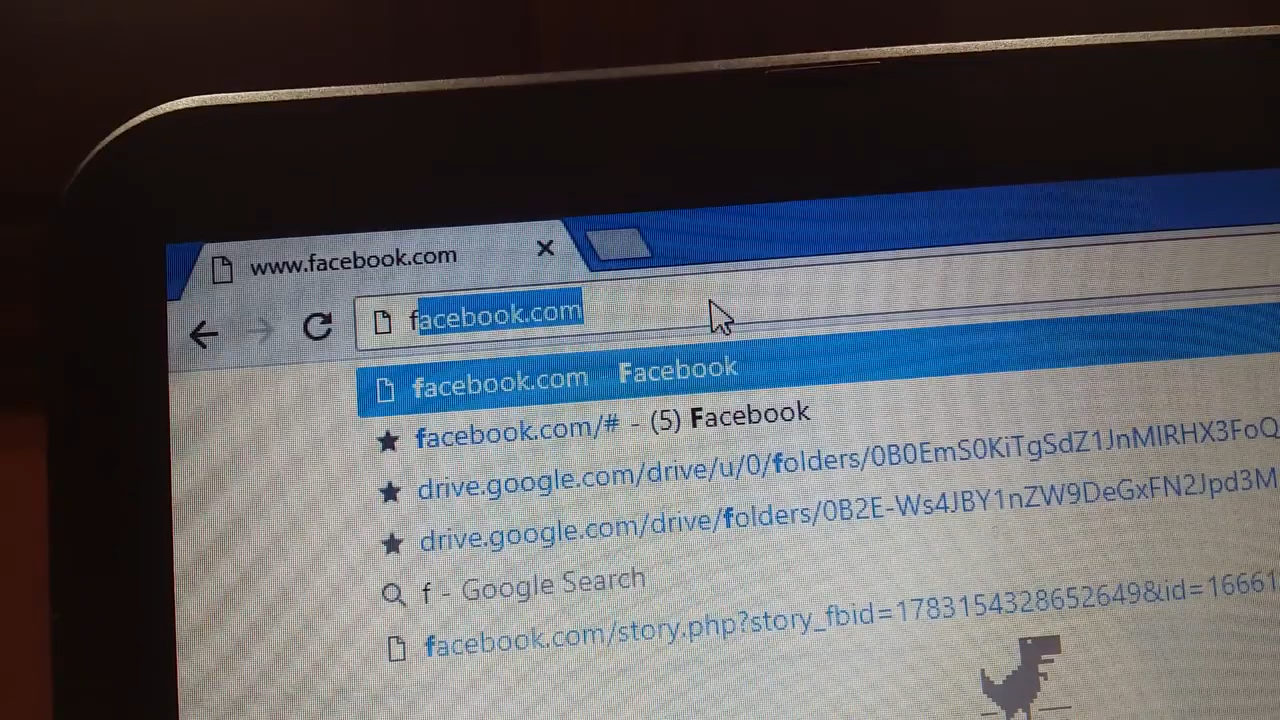 www.facebook.com
facebook.com
facebook.com Facebook
facebook.com/# - (5) Facebook
drive.google.com/drive/u/0/folders/0B0EmS0KiTgSdZ1JnMlRHX3FoQ
drive.google.com/drive/folders/0B2E-Ws4JBY1nZW9DeGxFN2Jpd3M
f - Google Search
facebook.com/story.php?story_fbid=1783154328652649&id=16661